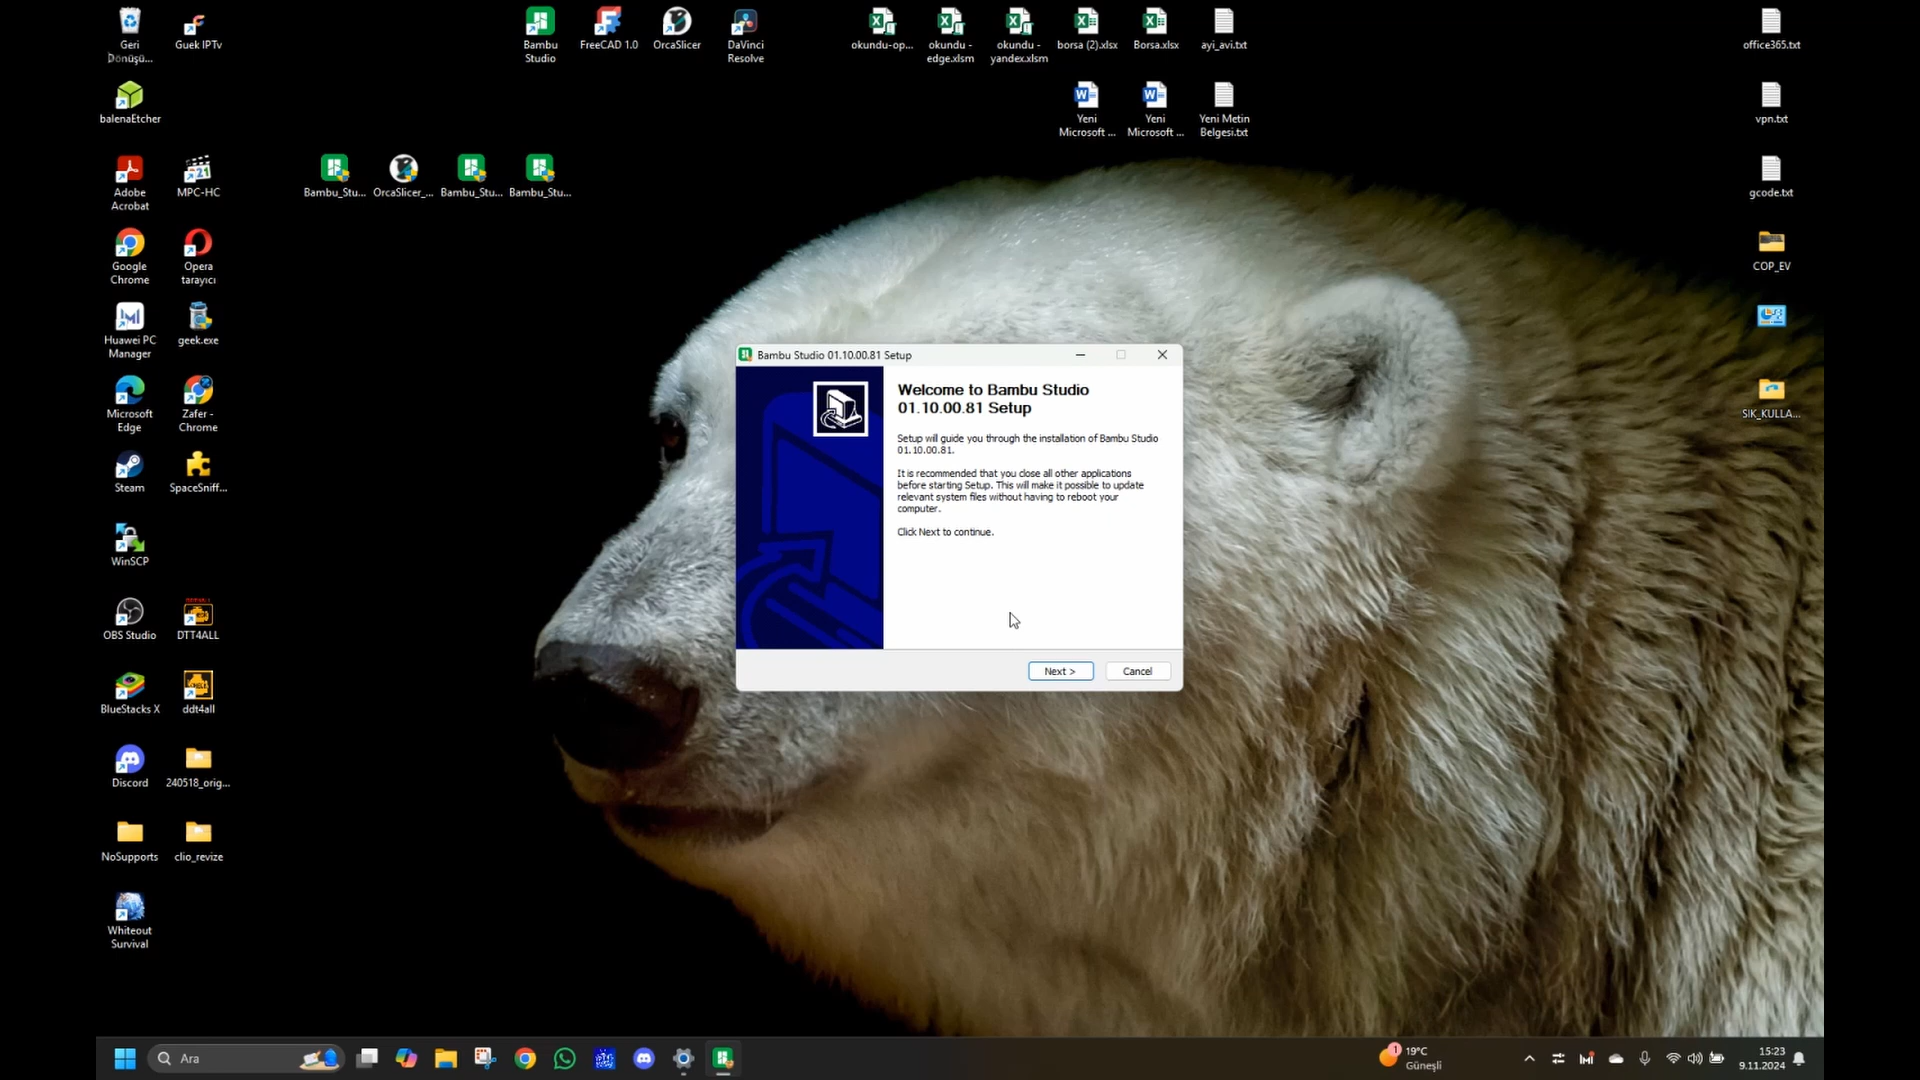 Geri
Dönüşü...
Guek IPTv
Bambu
Studio
FreeCAD 1.0
OrcaSlicer
DaVinci
Resolve
okundu-op...
okundu -
edge.xlsm
okundu -
yandex.xlsm
borsa (2).xlsx
Borsa.xlsx
ayi_avi.txt
office365.txt
balenaEtcher
Yeni
Microsoft ...
Yeni
Microsoft ...
Yeni Metin
Belgesi.txt
vpn.txt
Adobe
Acrobat
MPC-HC
Bambu_Stu...
OrcaSlicer_...
Bambu_Stu...
Bambu_Stu...
gcode.txt
Google
Chrome
Opera
tarayıcı
COP_EV
Huawei PC
Manager
geek.exe
Microsoft
Edge
Zafer -
Chrome
SIK_KULLA...
Steam
SpaceSniff...
WinSCP
OBS Studio
DTT4ALL
BlueStacks X
ddt4all
Discord
240518_orig...
NoSupports
clio_revize
Whiteout
Survival
Bambu Studio 01.10.00.81 Setup
Welcome to Bambu Studio
01.10.00.81 Setup
Setup will guide you through the installation of Bambu Studio
01.10.00.81.
It is recommended that you close all other applications
before starting Setup. This will make it possible to update
relevant system files without having to reboot your
computer.
Click Next to continue.
Next >
Cancel
Ara
1
19°C
Güneşli
15:23
9.11.2024